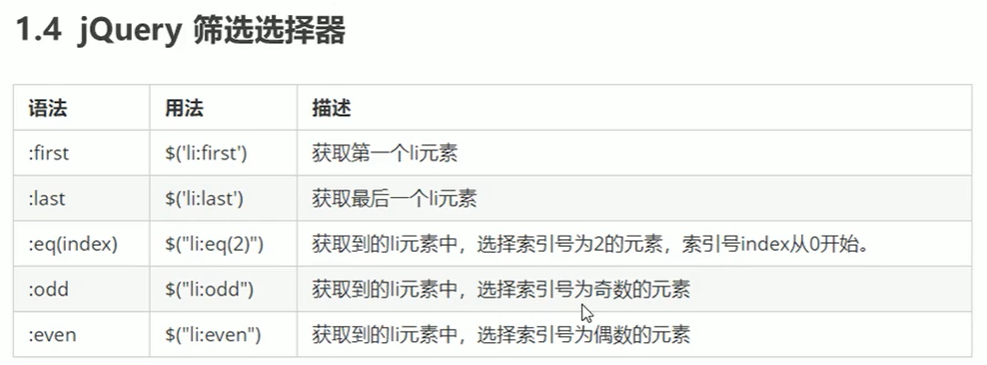 1.4 jQuery 筛选选择器
语法 用法 描述
:first $('li:first') 获取第一个li元素
:last $('li:last') 获取最后一个li元素
:eq(index) $("li:eq(2)") 获取到的li元素中，选择索引号为2的元素，索引号index从0开始。
:odd $("li:odd") 获取到的li元素中，选择索引号为奇数的元素
:even $("li:even") 获取到的li元素中，选择索引号为偶数的元素